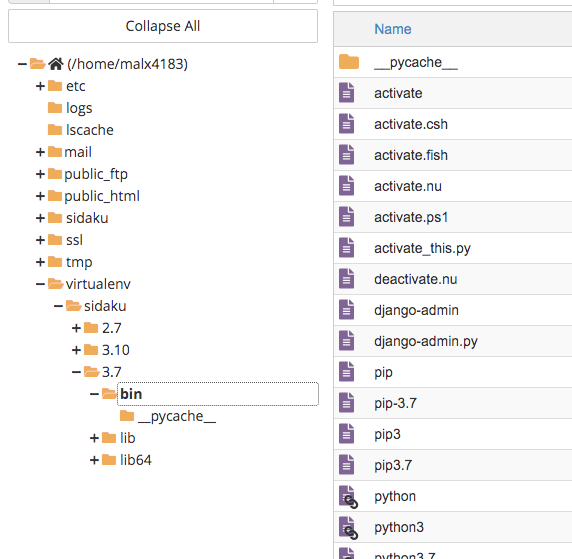 Collapse All
(/home/malx4183)
etc
logs
lscache
mail
public_ftp
public_html
sidaku
ssl
tmp
virtualenv
sidaku
2.7
3.10
3.7
bin
__pycache__
lib
lib64
Name
__pycache__
activate
activate.csh
activate.fish
activate.nu
activate.ps1
activate_this.py
deactivate.nu
django-admin
django-admin.py
pip
pip-3.7
pip3
pip3.7
python
python3
python3.7